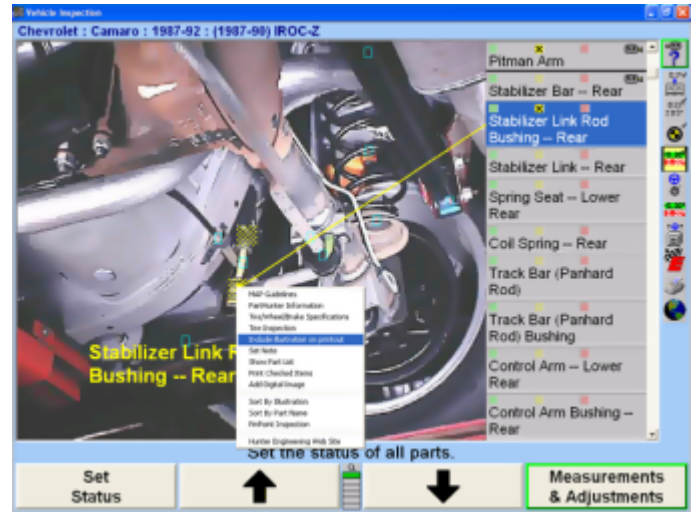 Vehicle Inspection
Chevrolet : Camaro : 1987-92 : (1987-90) IROC-Z
Pitman Arm
Stabilizer Bar -- Rear
Stabilizer Link Rod
Bushing -- Rear
Stabilizer Link -- Rear
Spring Seat -- Lower
Rear
Coil Spring -- Rear
Track Bar (Panhard
Rod)
Track Bar (Panhard
Rod) Bushing
Control Arm -- Lower
Rear
Control Arm Bushing --
Rear
MAP Guidelines
PartHunter Information
Tire/Wheel/Brake Specifications
Tire Inspection
Include Illustration on printout
Set Note
Show Part List
Print Checked Items
Add Digital Image
Sort By Illustration
Sort By Part Name
PinPoint Inspection
Hunter Engineering Web Site
Stabilizer Link R
Bushing -- Rear
Set the status of all parts.
Set
Status
Measurements
& Adjustments